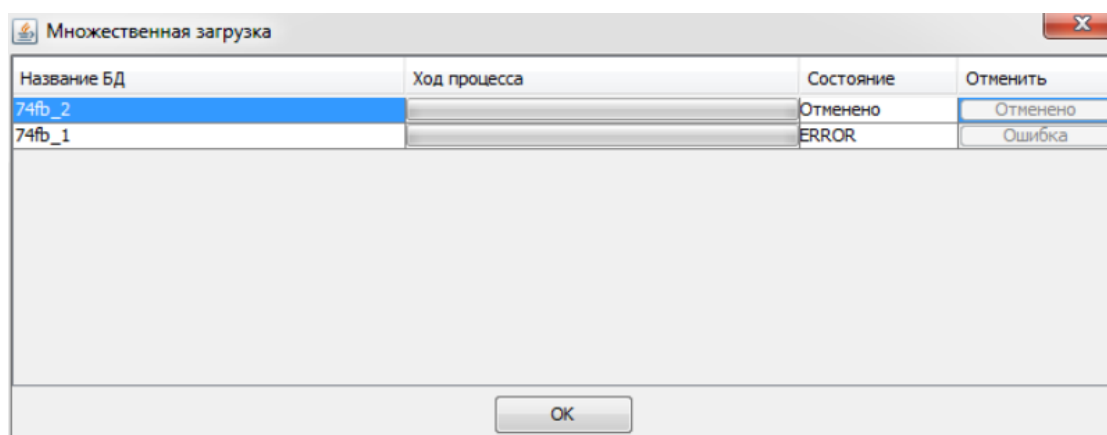 Множественная загрузка
Название БД Ход процесса Состояние Отменить
74fb_2 Отменено Отменено
74fb_1 ERROR Ошибка
OK